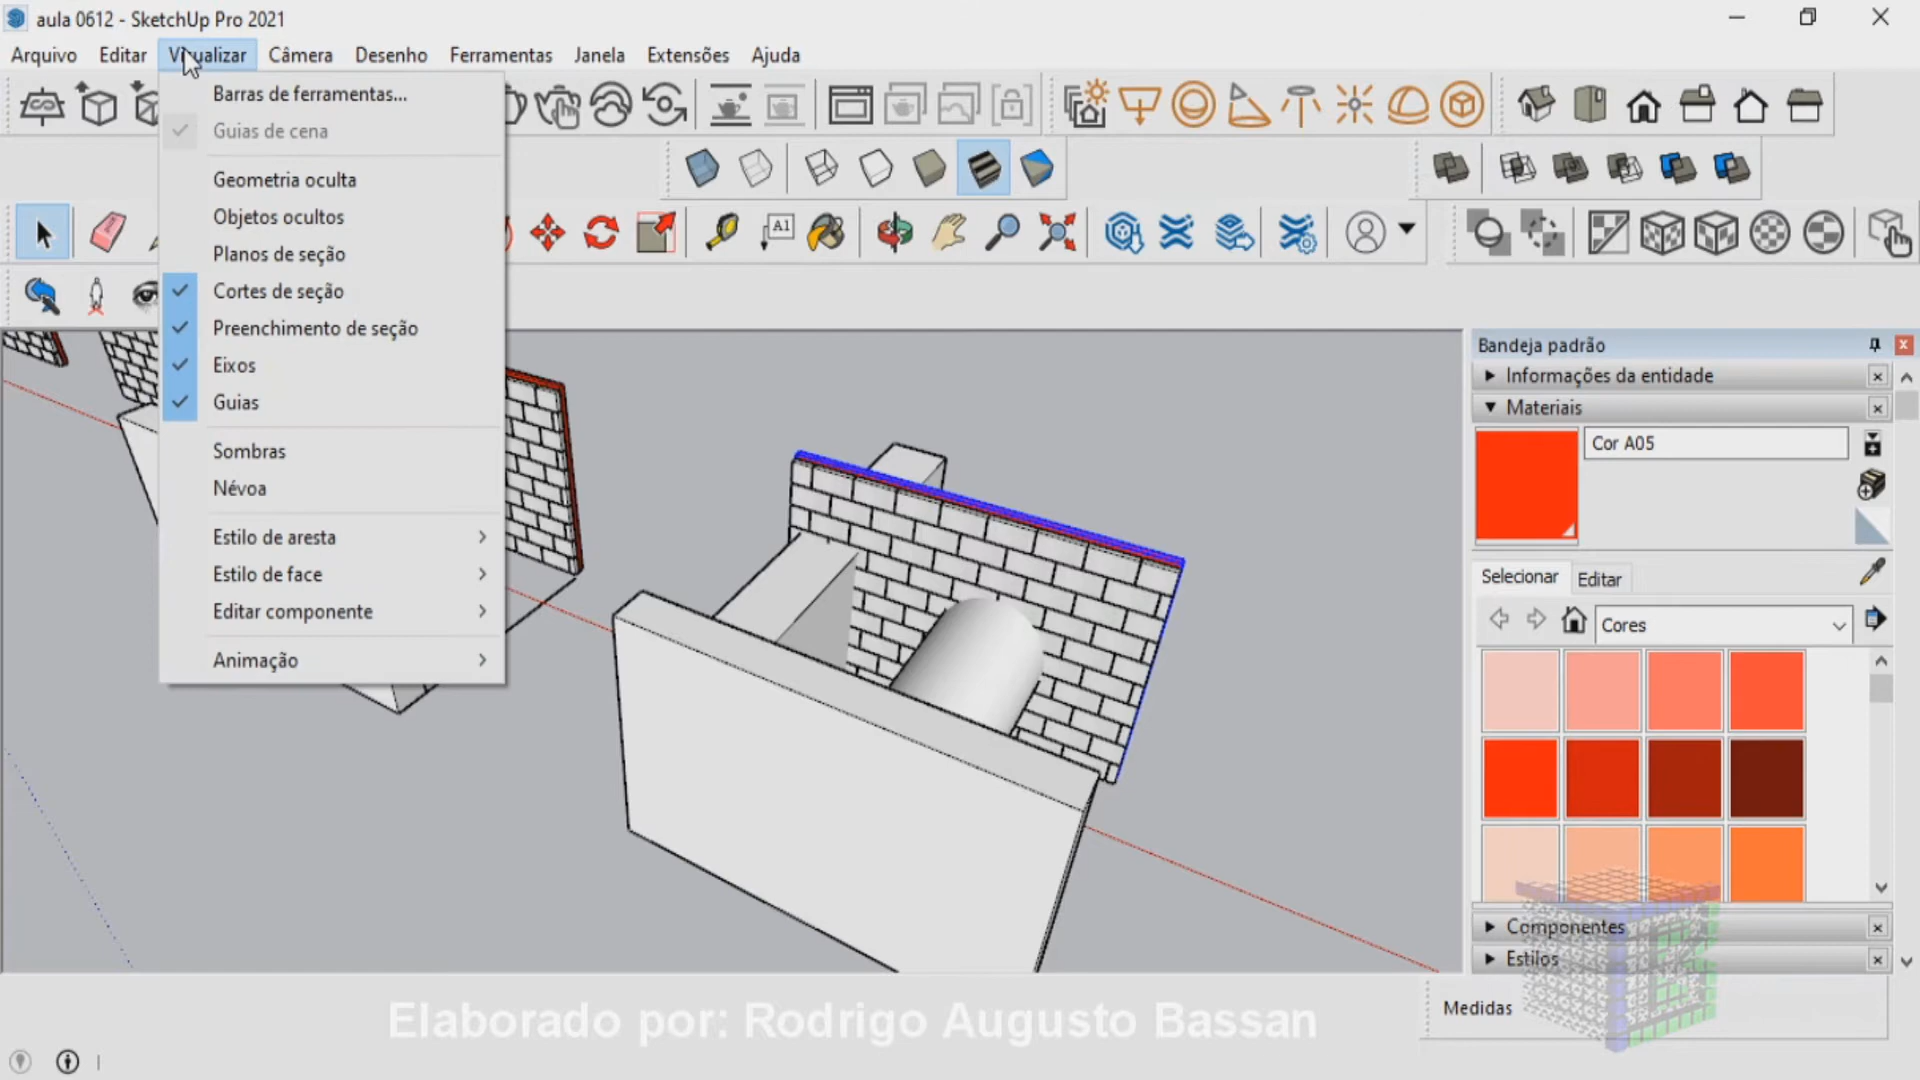 aula 0612 - SketchUp Pro 2021
Arquivo Editar Visualizar Câmera Desenho Ferramentas Janela Extensões Ajuda
Barras de ferramentas...
Guias de cena
Geometria oculta
Objetos ocultos
Planos de seção
Cortes de seção
Preenchimento de seção
Eixos
Guias
Sombras
Névoa
Estilo de aresta
Estilo de face
Editar componente
Animação
A1
Bandeja padrão
Informações da entidade
Materiais
Cor A05
Selecionar Editar
Cores
Componentes
Estilos
Medidas
Elaborado por: Rodrigo Augusto Bassan